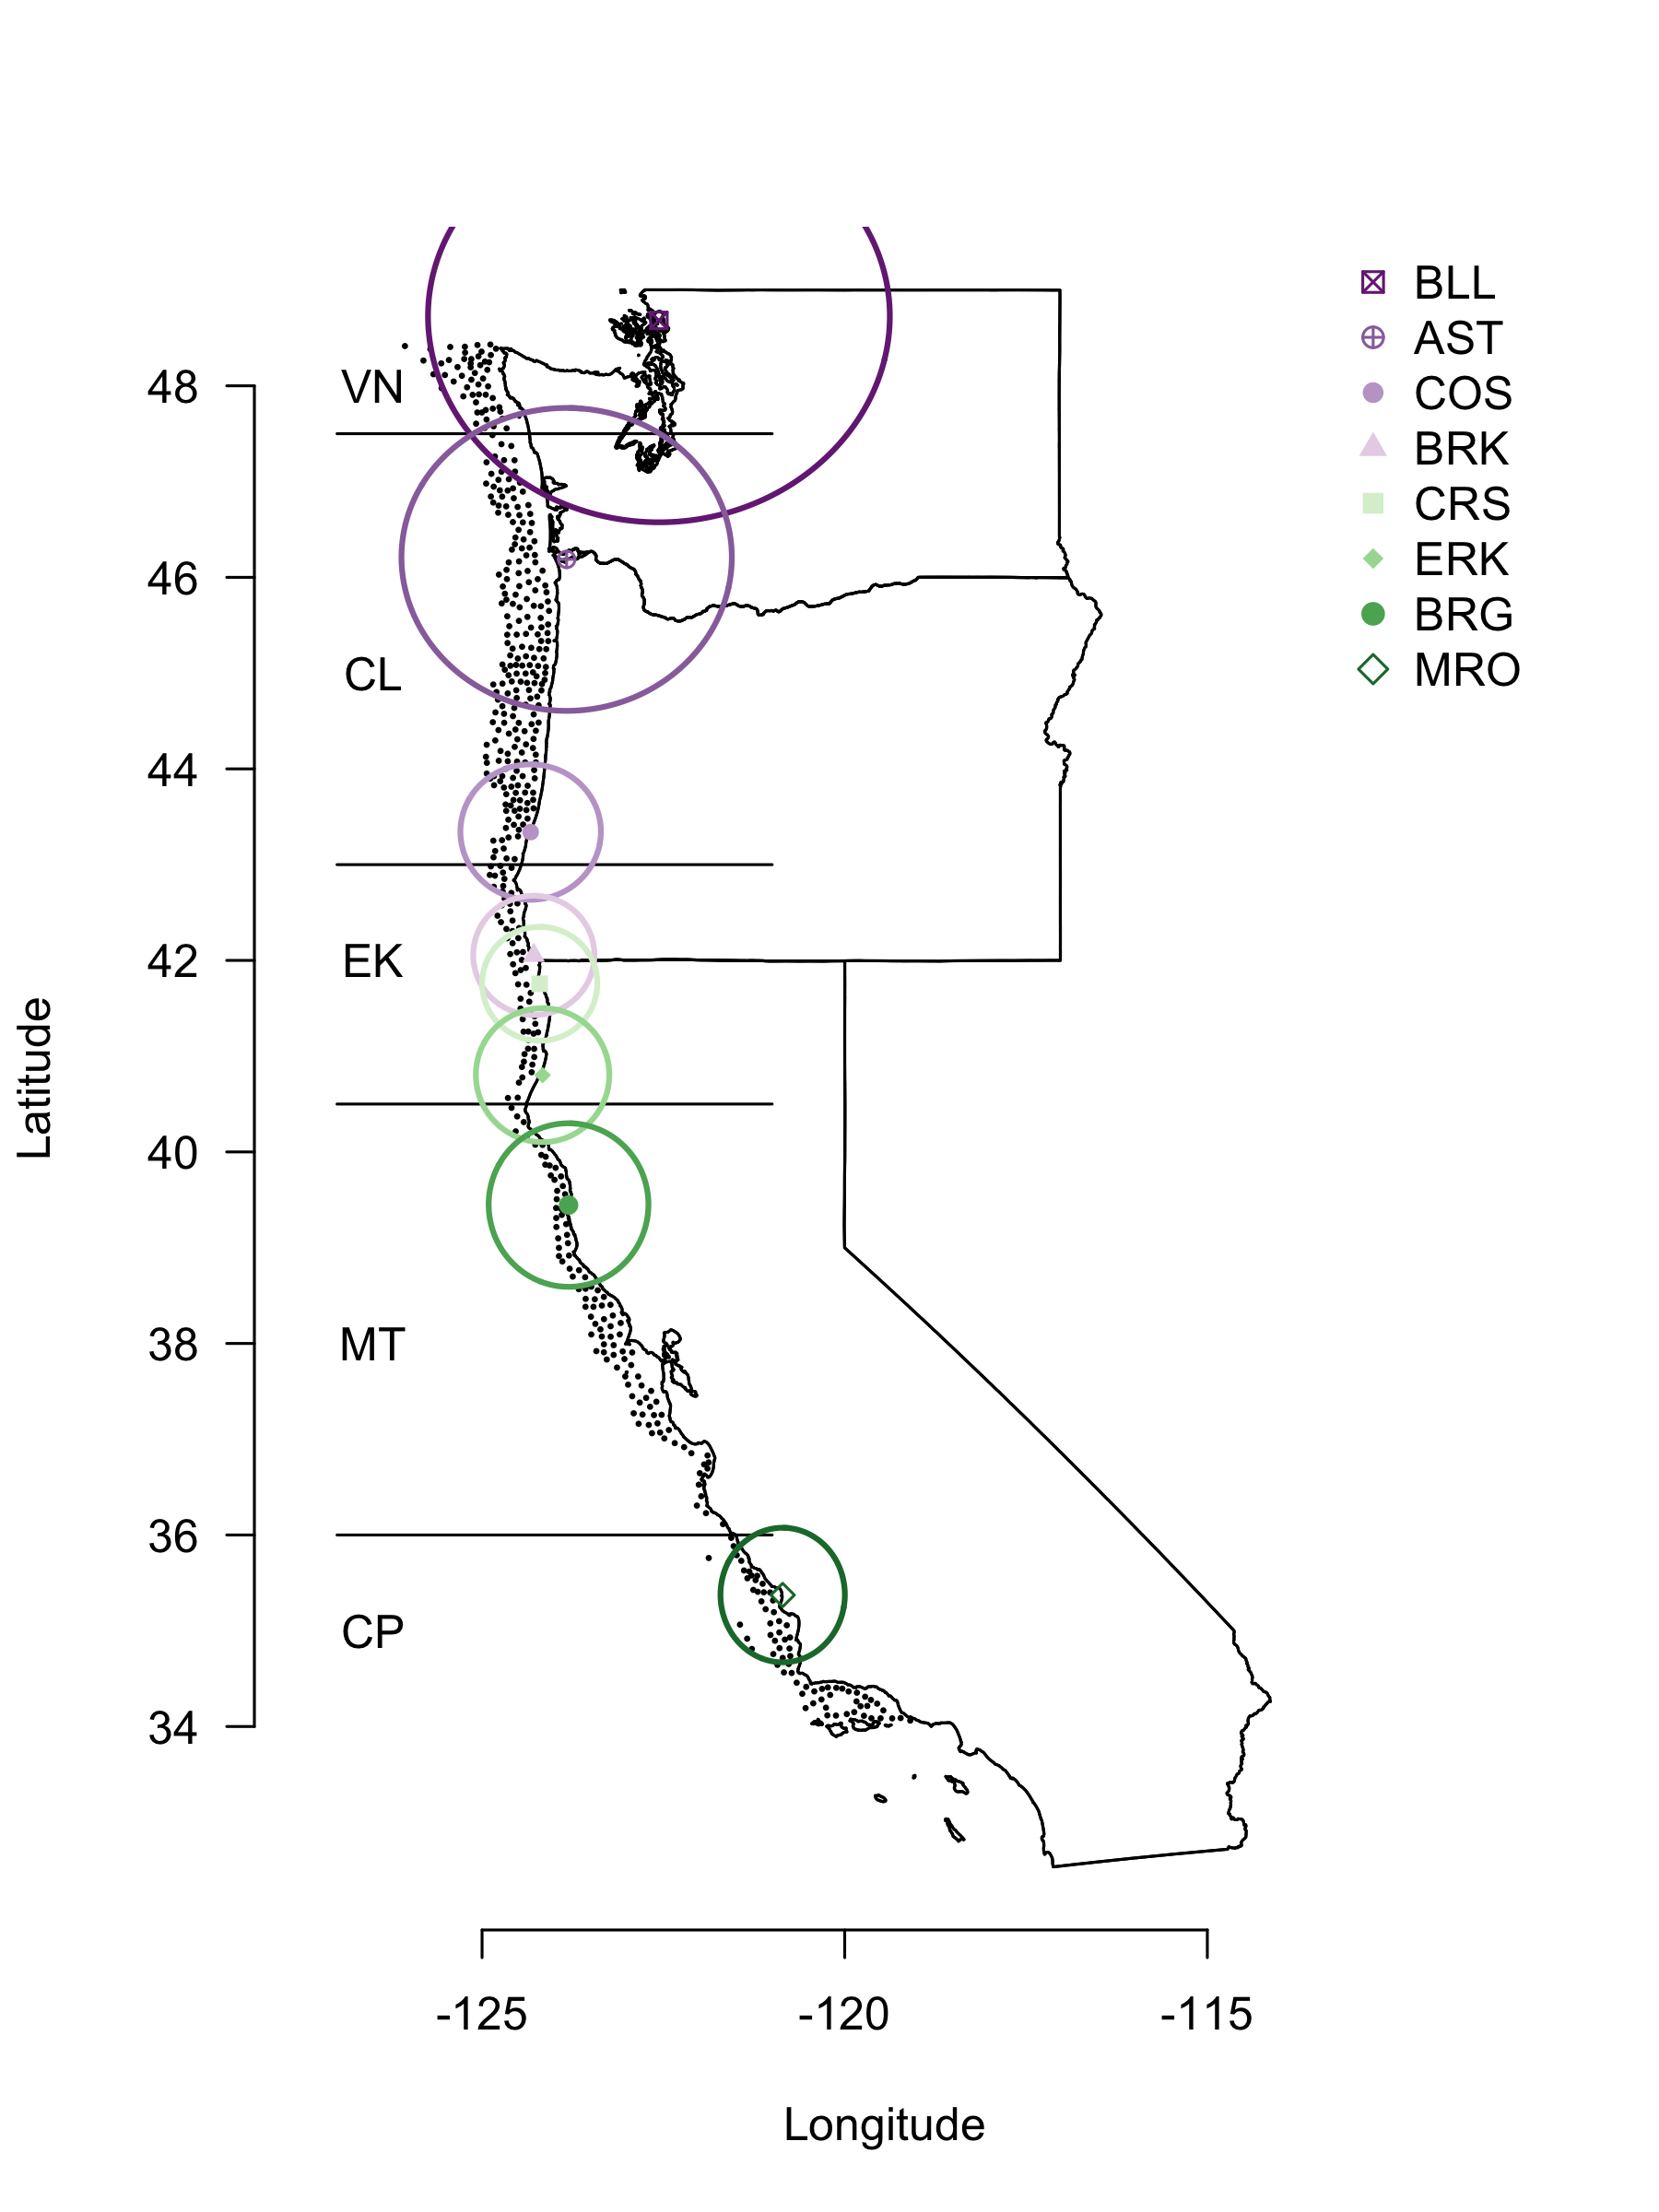 BLL
AST
COS
BRK
CRS
ERK
BRG
MRO
VN
CL
EK
MT
CP
48
46
44
42
40
38
36
34
Latitude
-125 -120 -115
Longitude